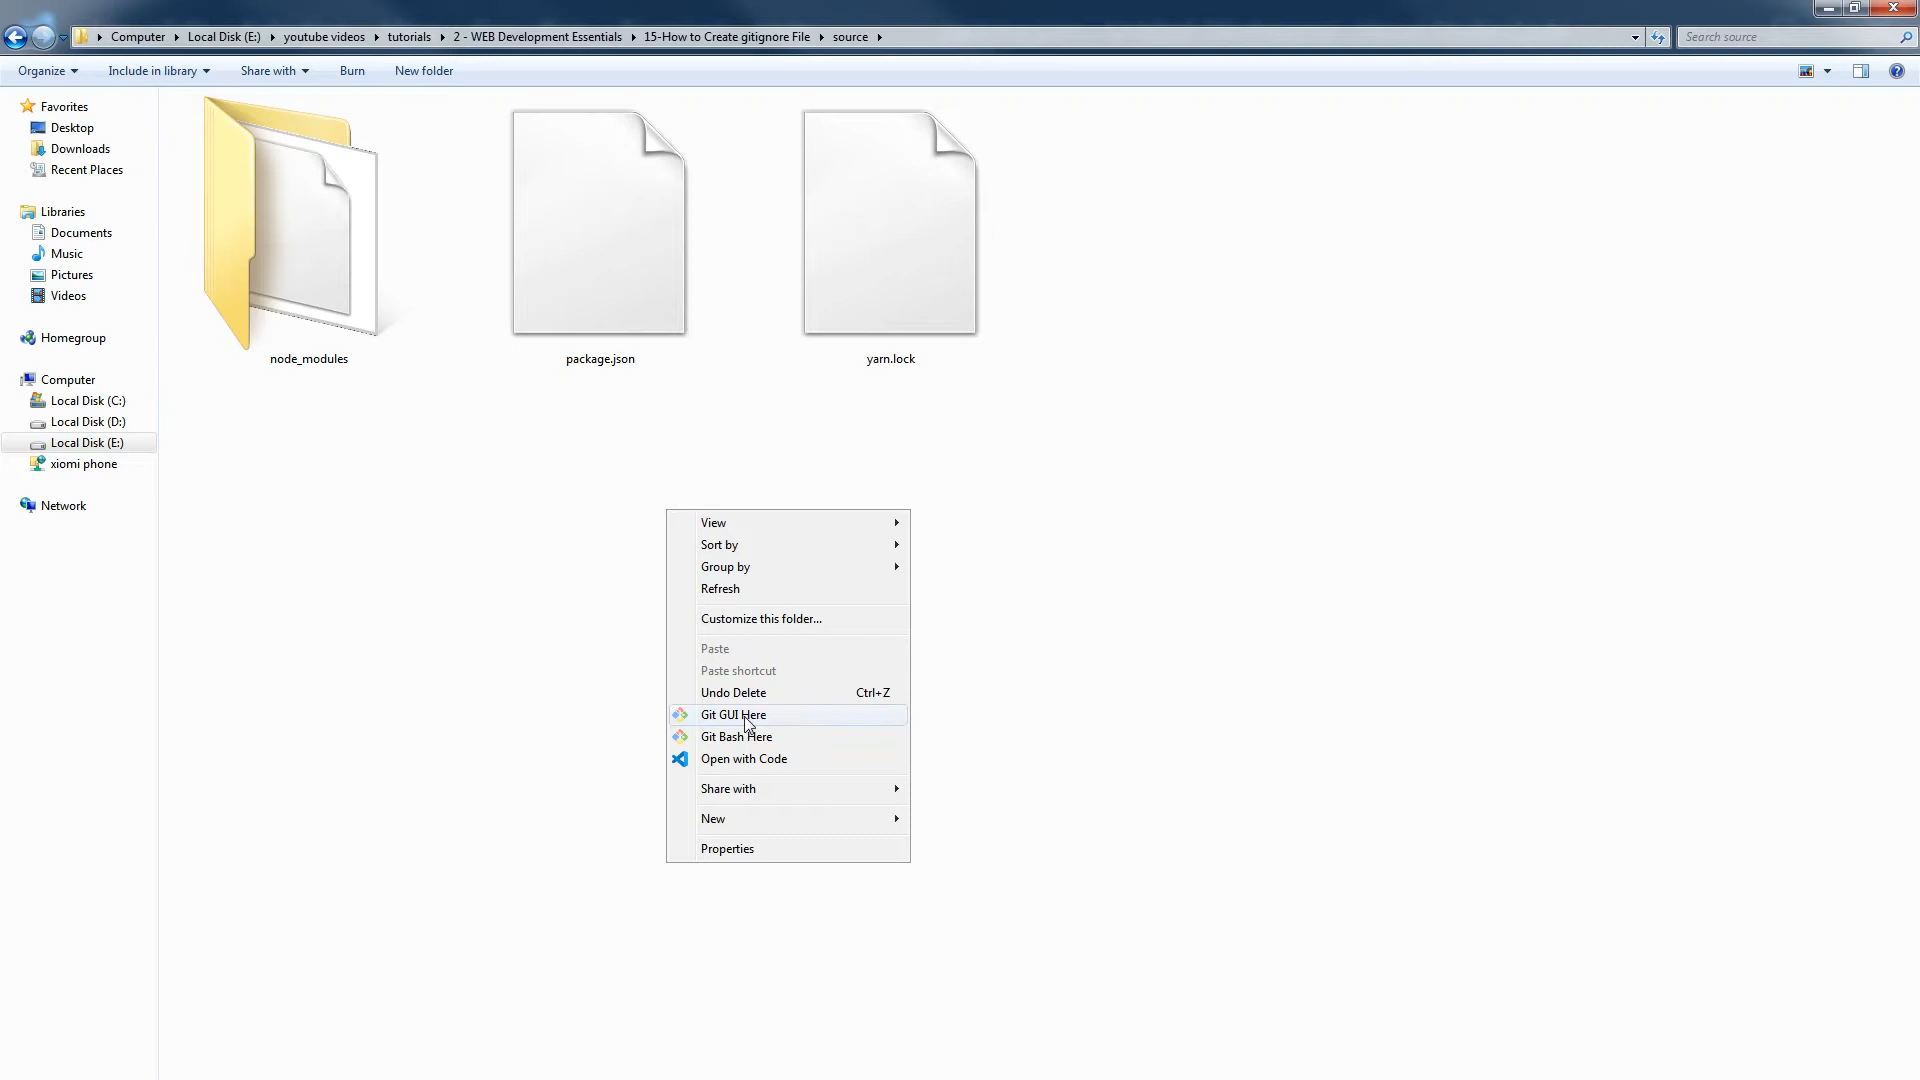 Computer Local Disk (E:) youtube videos tutorials 2 - WEB Development Essentials 15-How to Create gitignore File source Search source
Organize Include in library Share with Burn New folder
Favorites
Desktop
Downloads
Recent Places
Libraries
Documents
Music
Pictures
Videos
Homegroup
Computer
Local Disk (C:)
Local Disk (D:)
Local Disk (E:)
xiomi phone
Network
node_modules package.json yarn.lock
View
Sort by
Group by
Refresh
Customize this folder...
Paste
Paste shortcut
Undo Delete Ctrl+Z
Git GUI Here
Git Bash Here
Open with Code
Share with
New
Properties